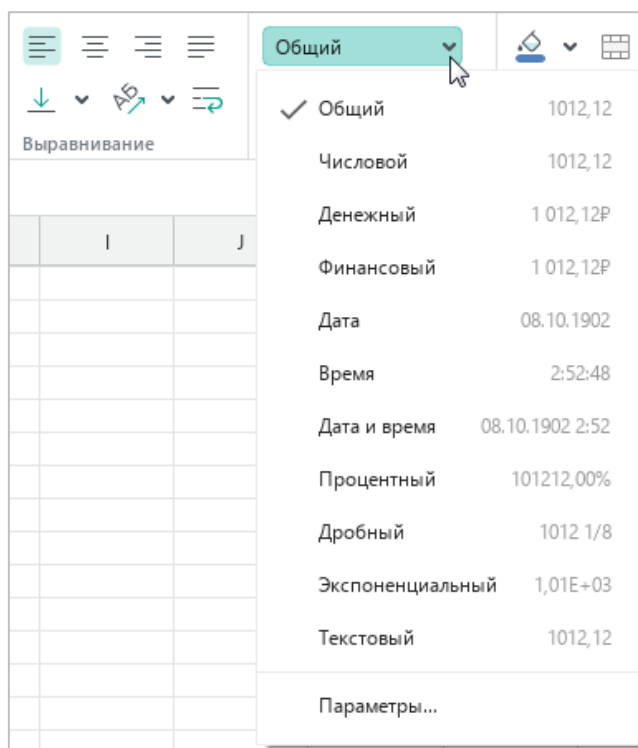 Общий
АБ
Выравнивание
I J
Общий 1012,12
Числовой 1012,12
Денежный 1 012,12₽
Финансовый 1 012,12₽
Дата 08.10.1902
Время 2:52:48
Дата и время 08.10.1902 2:52
Процентный 101212,00%
Дробный 1012 1/8
Экспоненциальный 1,01E+03
Текстовый 1012,12
Параметры...